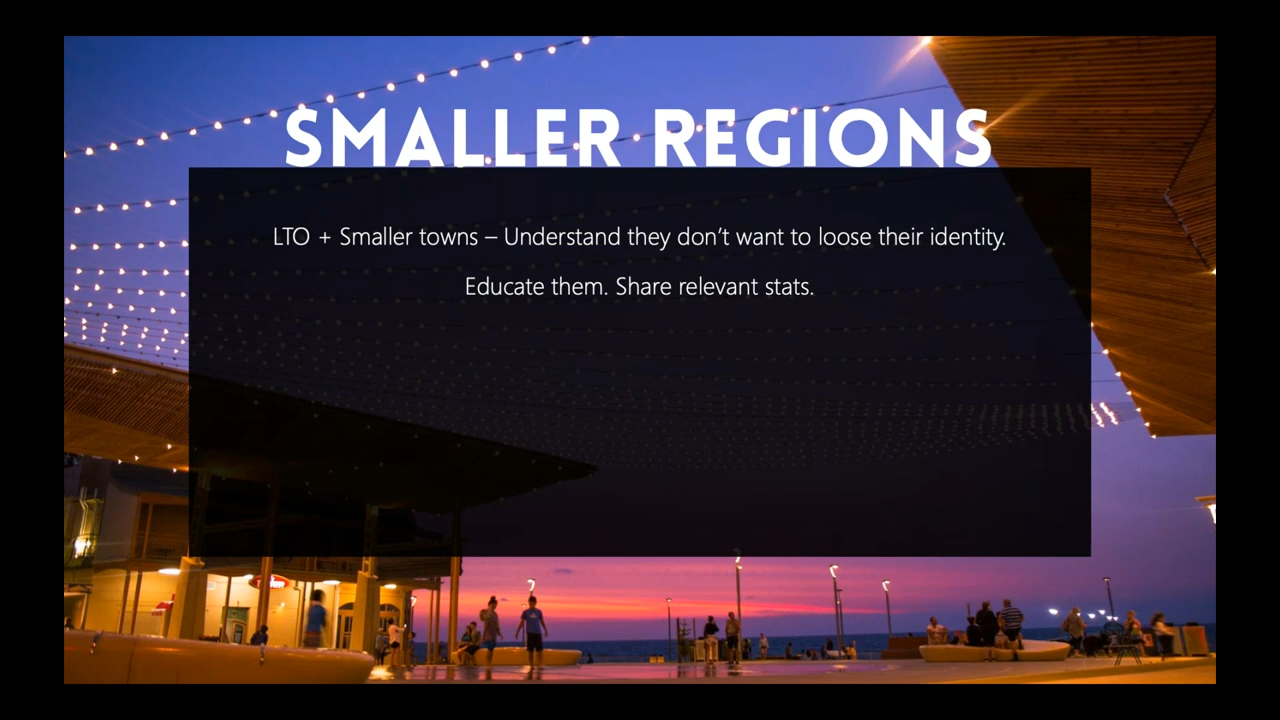 SMALLER REGIONS
LTO + Smaller towns – Understand they don't want to loose their identity.
Educate them. Share relevant stats.